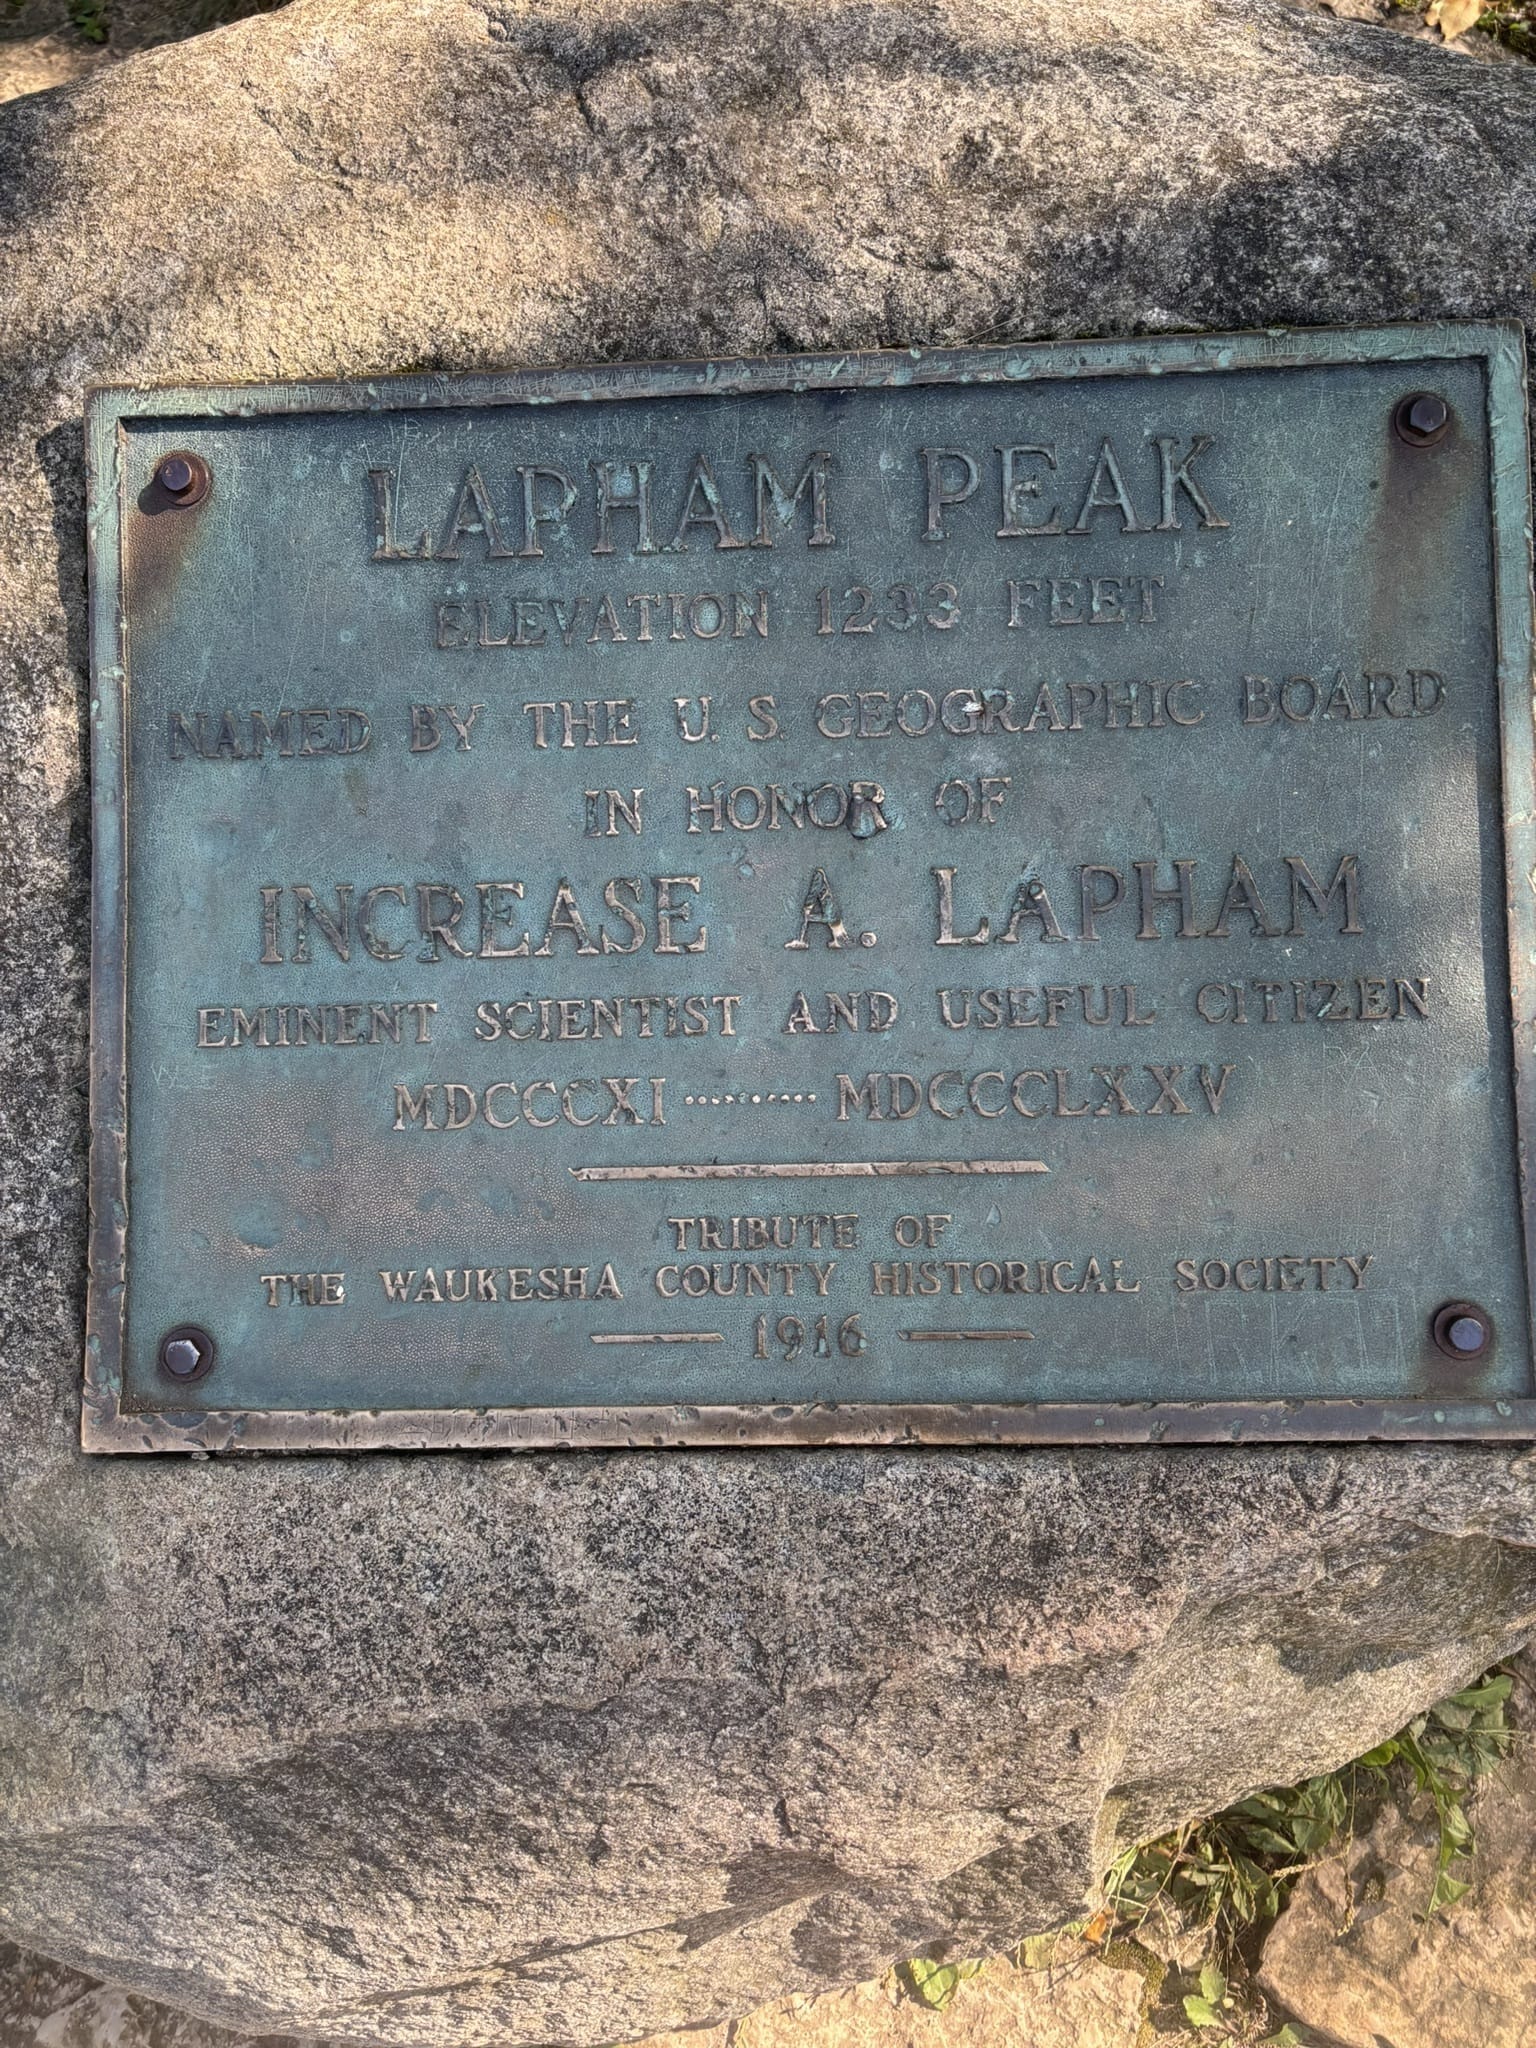 LAPHAM PEAK
ELEVATION 1233 FEET
NAMED BY THE U. S. GEOGRAPHIC BOARD
IN HONOR OF
INCREASE A. LAPHAM
EMINENT SCIENTIST AND USEFUL CITIZEN
MDCCCXI ·········· MDCCCLXXV
TRIBUTE OF
THE WAUKESHA COUNTY HISTORICAL SOCIETY
— 1916 —